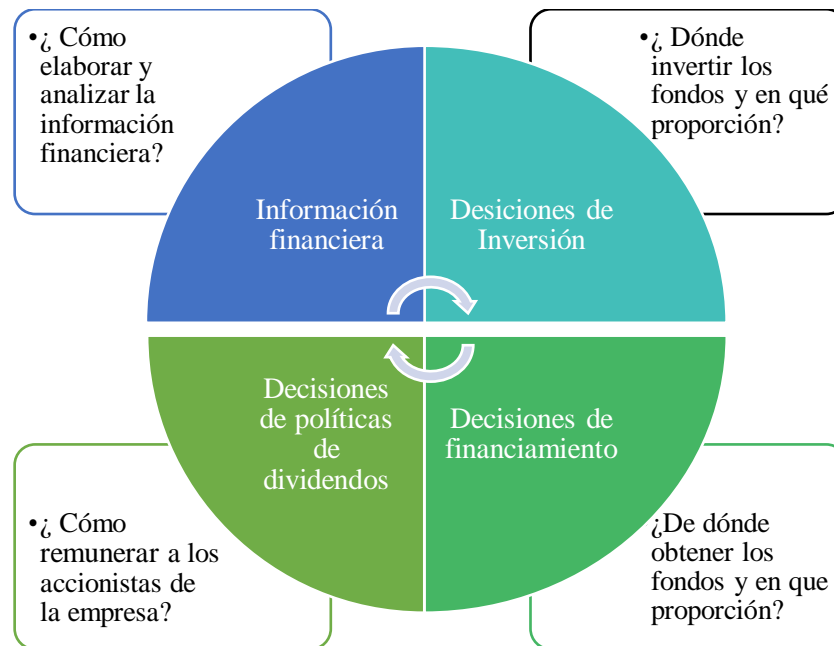 •¿ Cómo
elaborar y
analizar la
información
financiera?
•¿ Dónde
invertir los
fondos y en qué
proporción?
Información
financiera
Desiciones de
Inversión
Decisiones
de políticas
de
dividendos
Decisiones de
financiamiento
•¿ Cómo
remunerar a los
accionistas de
la empresa?
¿De dónde
obtener los
fondos y en que
proporción?